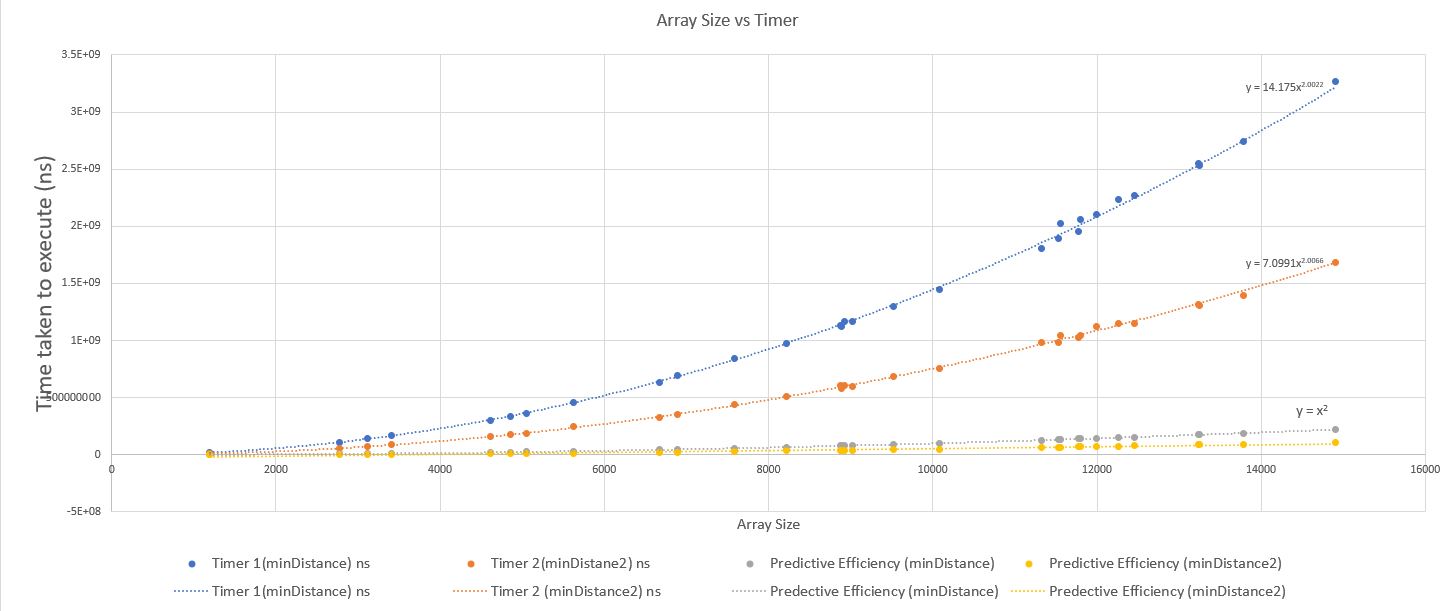 Array Size vs Timer
3.5E+09
y = 14.175x^2.0022
3E+09
2.5E+09
2E+09
y = 7.0991x^2.0066
1.5E+09
1E+09
500000000
y = x²
0
-5E+08
Time taken to execute (ns)
0 2000 4000 6000 8000 10000 12000 14000 16000
Array Size
Timer 1(minDistance) ns Timer 2(minDistane2) ns Predictive Efficiency (minDistance) Predictive Efficiency (minDistance2)
Timer 1(minDistance) ns Timer 2 (minDistance2) ns Predective Efficiency (minDistance) Predective Efficiency (minDistance2)